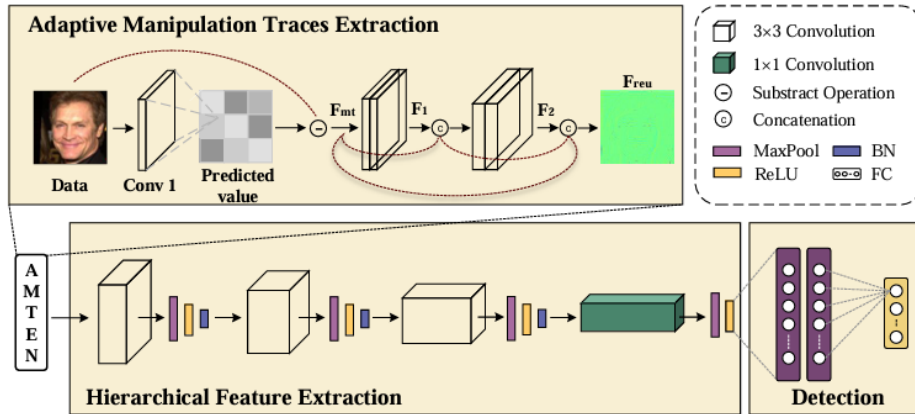 Adaptive Manipulation Traces Extraction
Data
Conv 1
Predicted
value
−
Fmt
F1
C
F2
C
Freu
3×3 Convolution
1×1 Convolution
− Substract Operation
C Concatenation
MaxPool
BN
ReLU
FC
A
M
T
E
N
Hierarchical Feature Extraction
Detection